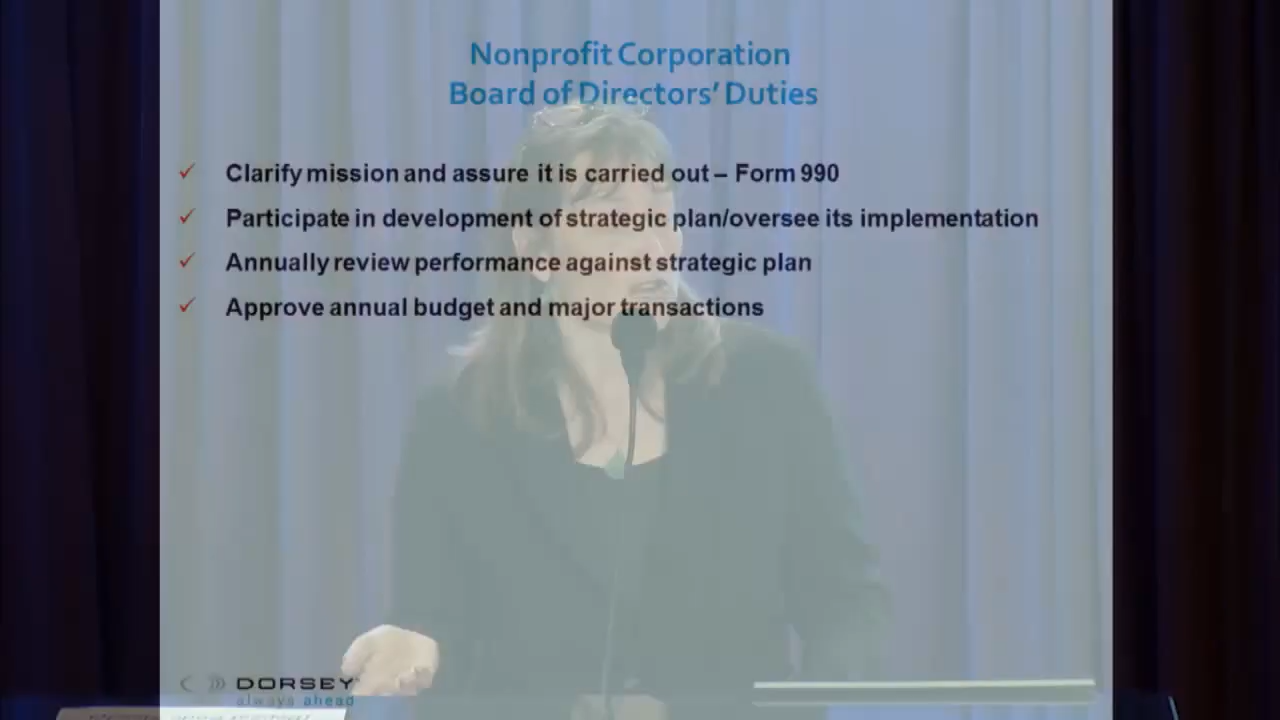 Nonprofit Corporation
Board of Directors' Duties
Clarify mission and assure it is carried out – Form 990
Participate in development of strategic plan/oversee its implementation
Annually review performance against strategic plan
Approve annual budget and major transactions
DORSEY
always ahead